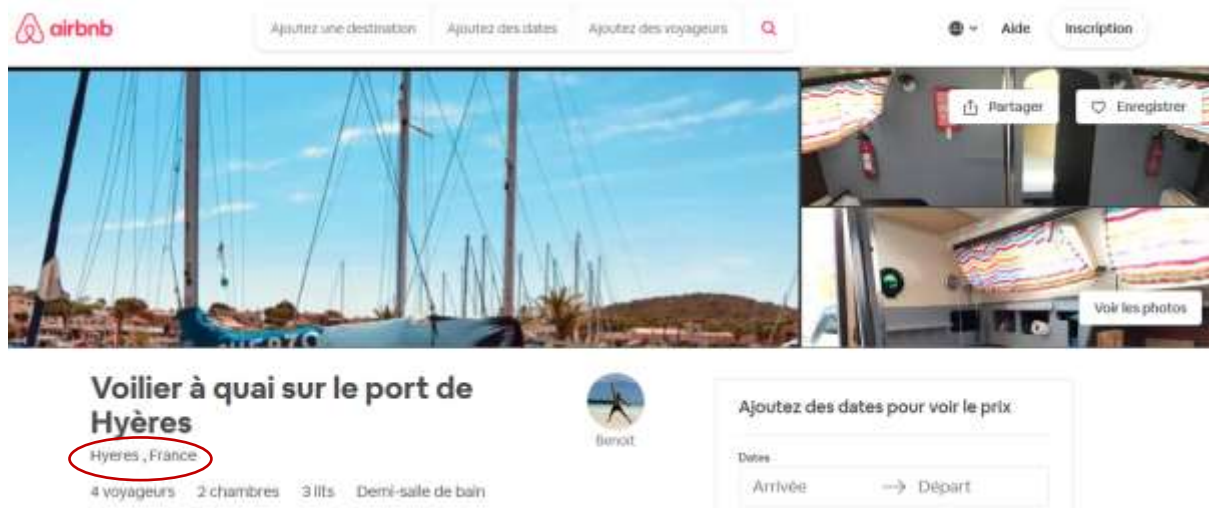 airbnb
Ajoutez une destination
Ajoutez des dates
Ajoutez des voyageurs
Aide
Inscription
Partager
Enregistrer
Voir les photos
Voilier à quai sur le port de
Hyères
Benoit
Hyeres , France
4 voyageurs 2 chambres 3 lits Demi-salle de bain
Ajoutez des dates pour voir le prix
Dates
Arrivée → Départ